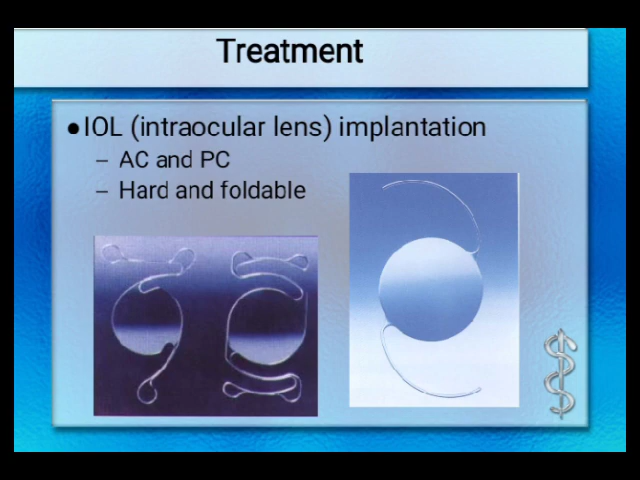 Treatment
●IOL (intraocular lens) implantation
– AC and PC
– Hard and foldable